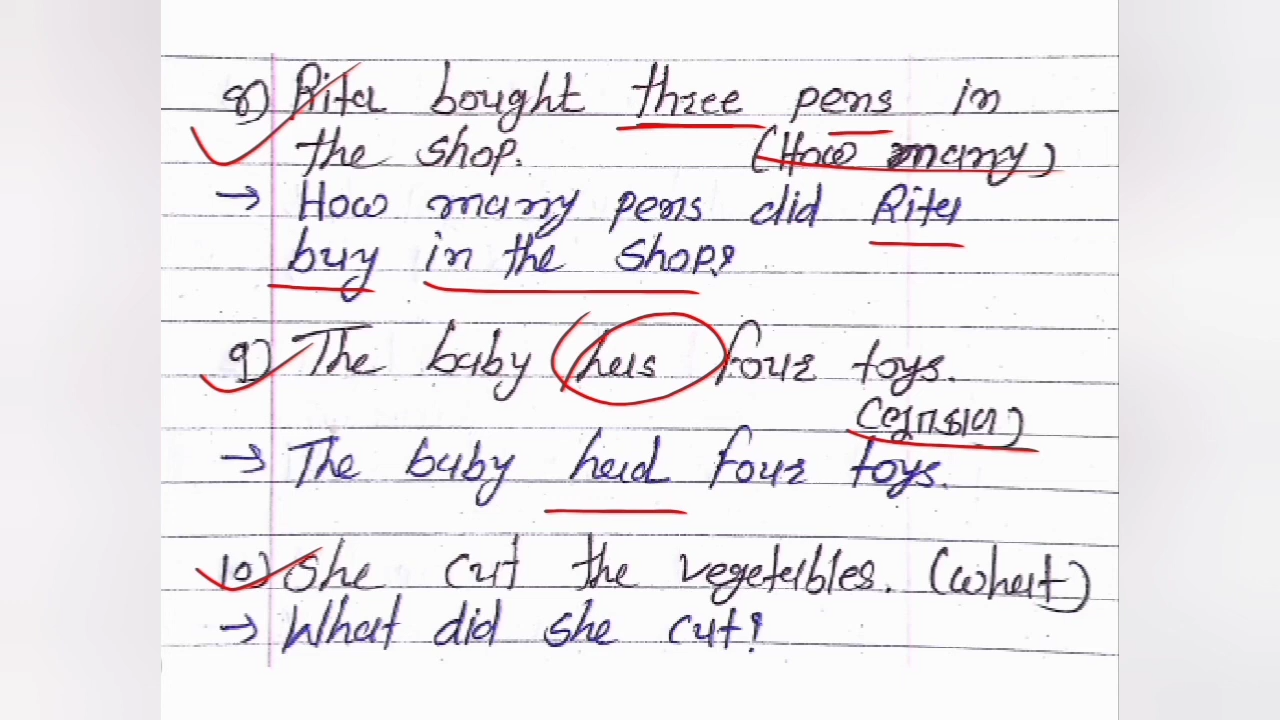 8) Rita bought three pens in
the shop. (How many)
→ How many pens did Rita
buy in the shop?
9) The baby has four toys.
(ભૂતકાળ)
→ The baby had four toys.
10) She cut the vegetables. (What)
→ What did she cut?